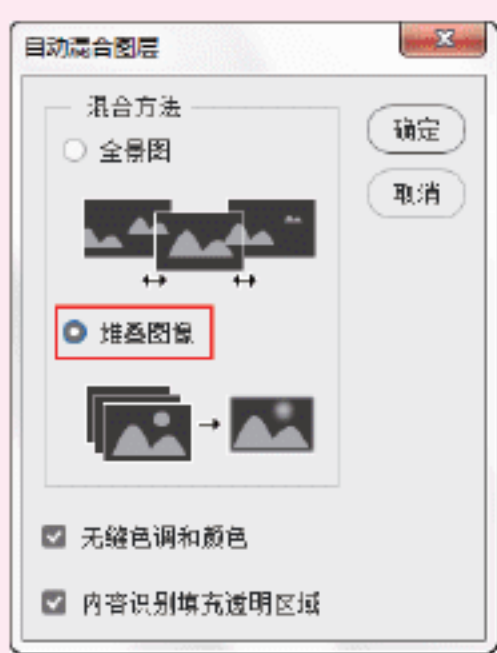 自动混合图层
混合方法
全景图
堆叠图像
无缝色调和颜色
内容识别填充透明区域
确定
取消